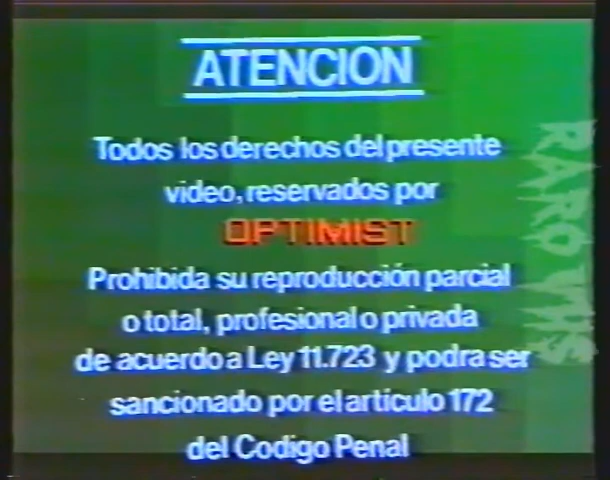 ATENCION
Todos los derechos del presente
video, reservados por
OPTIMIST
Prohibida su reproducción parcial
o total, profesional o privada
de acuerdo a Ley 11.723 y podra ser
sancionado por el artículo 172
del Codigo Penal
RARO VHS